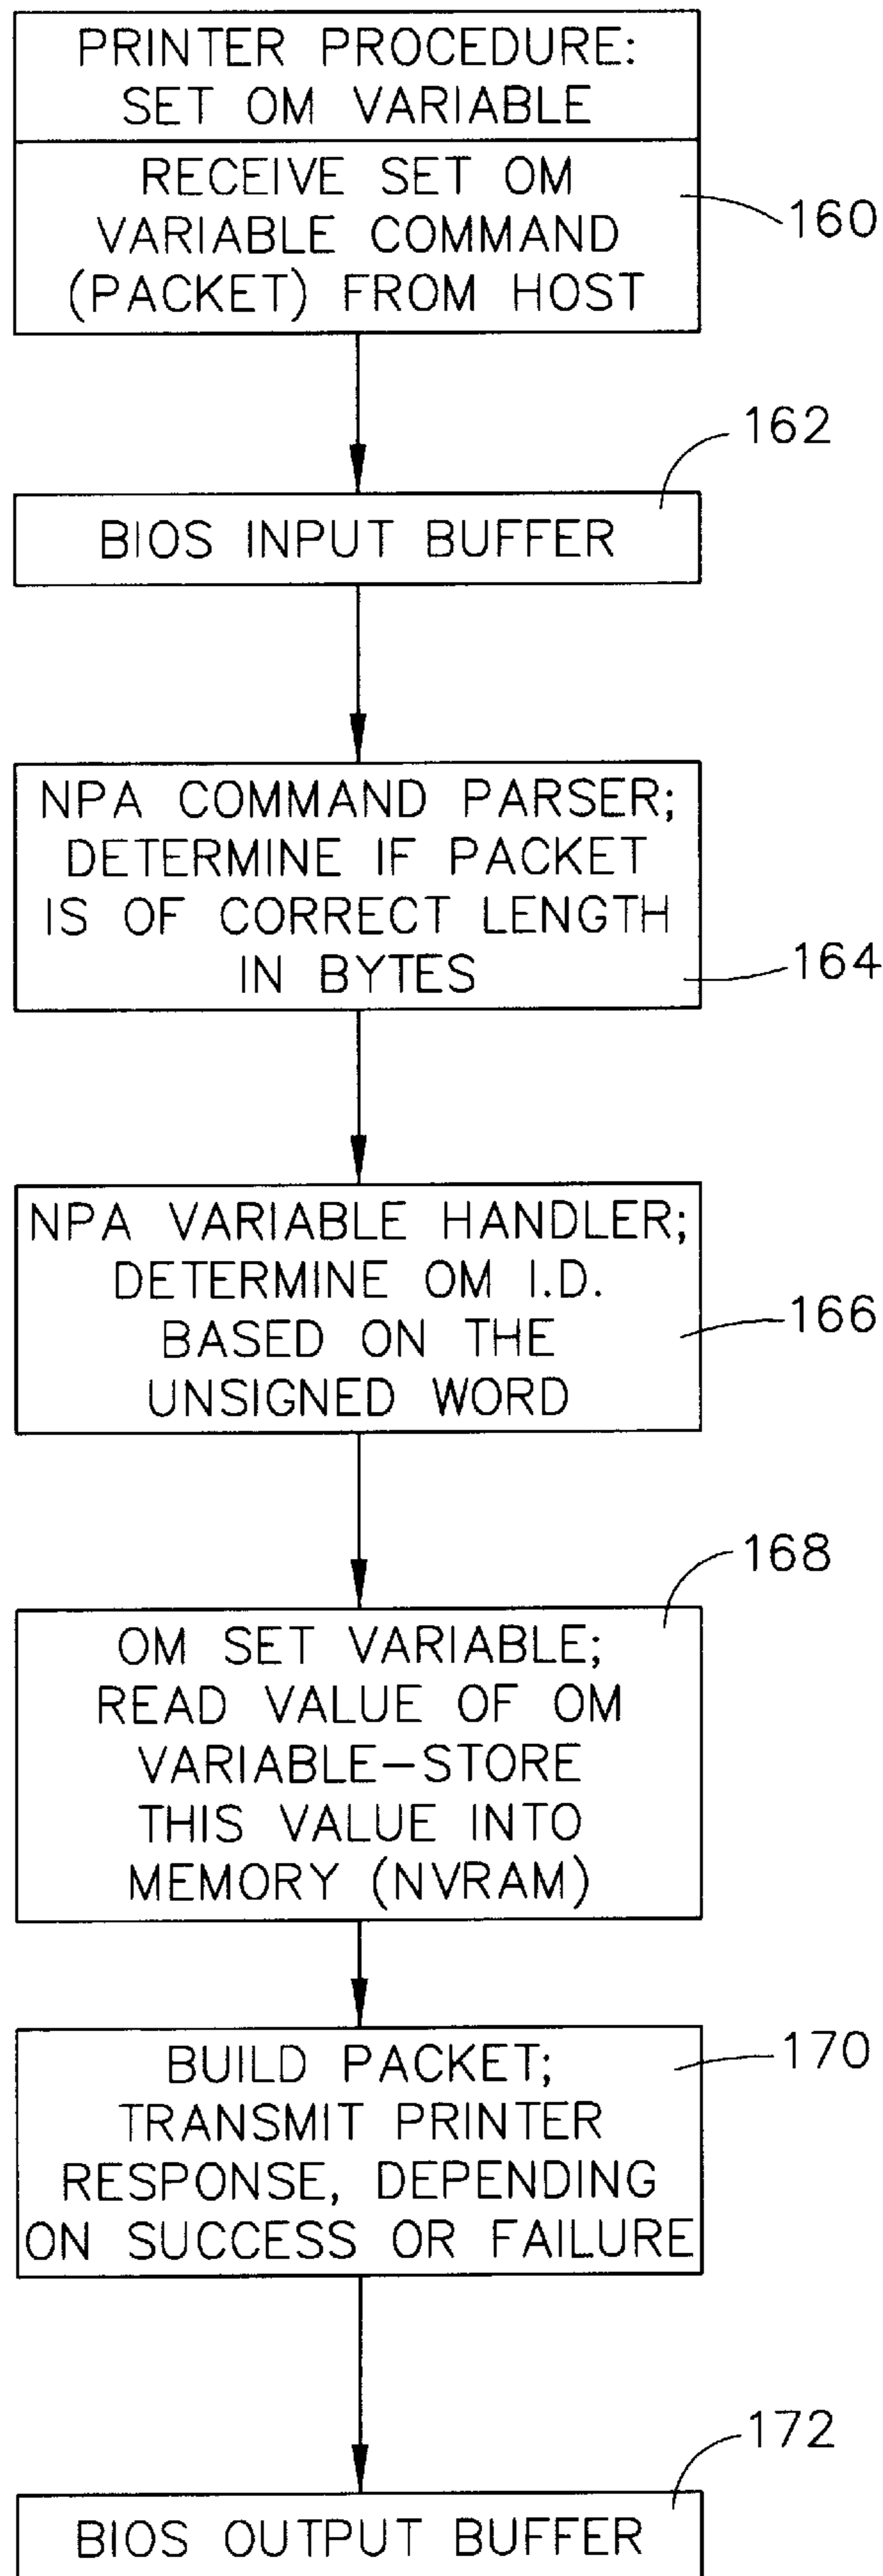 PRINTER PROCEDURE:
SET OM VARIABLE
RECEIVE SET OM
VARIABLE COMMAND
(PACKET) FROM HOST
160
162
BIOS INPUT BUFFER
NPA COMMAND PARSER;
DETERMINE IF PACKET
IS OF CORRECT LENGTH
IN BYTES
164
NPA VARIABLE HANDLER;
DETERMINE OM I.D.
BASED ON THE
UNSIGNED WORD
166
168
OM SET VARIABLE;
READ VALUE OF OM
VARIABLE–STORE
THIS VALUE INTO
MEMORY (NVRAM)
BUILD PACKET;
TRANSMIT PRINTER
RESPONSE, DEPENDING
ON SUCCESS OR FAILURE
170
172
BIOS OUTPUT BUFFER